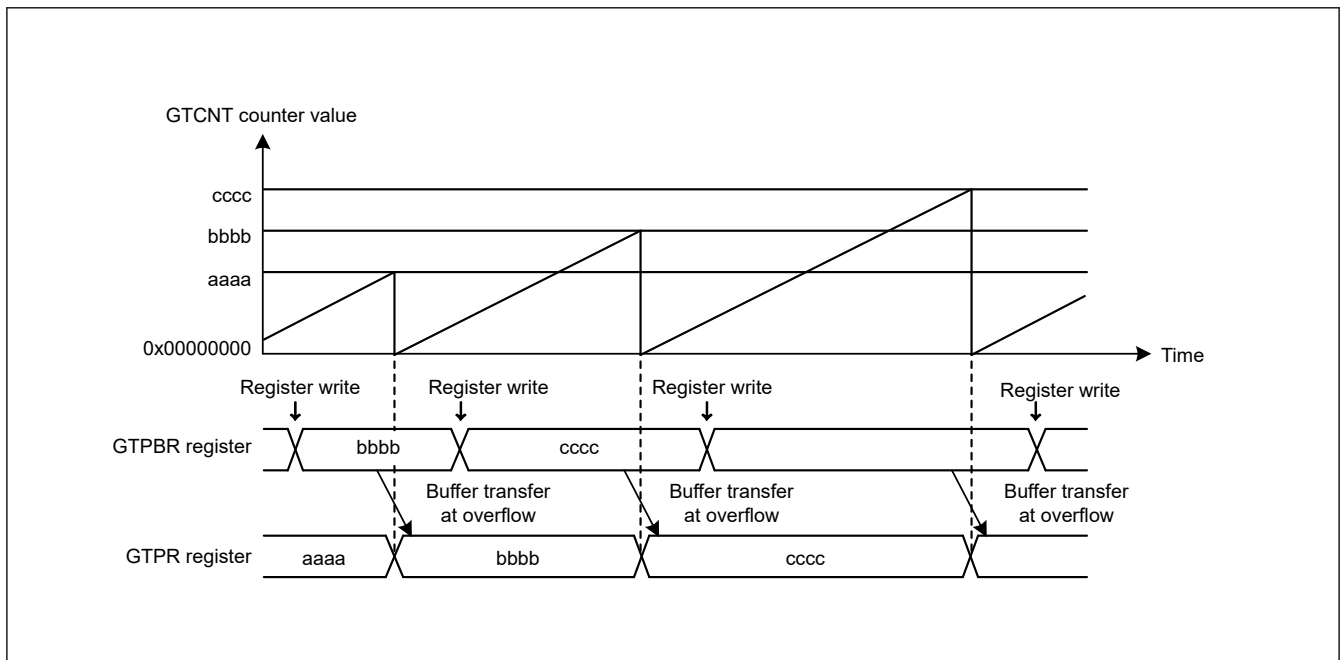 GTCNT counter value
cccc
bbbb
aaaa
0x00000000
Time
Register write
Register write
Register write
Register write
GTPBR register
bbbb
cccc
Buffer transfer
at overflow
Buffer transfer
at overflow
Buffer transfer
at overflow
GTPR register
aaaa
bbbb
cccc